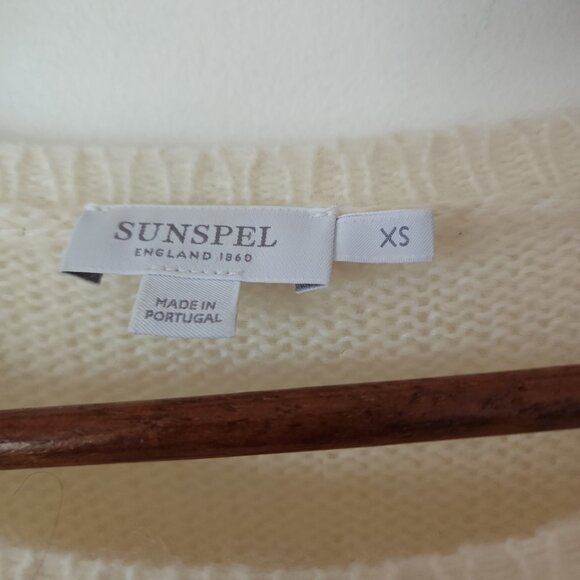 SUNSPEL
ENGLAND 1860
XS
MADE IN
PORTUGAL